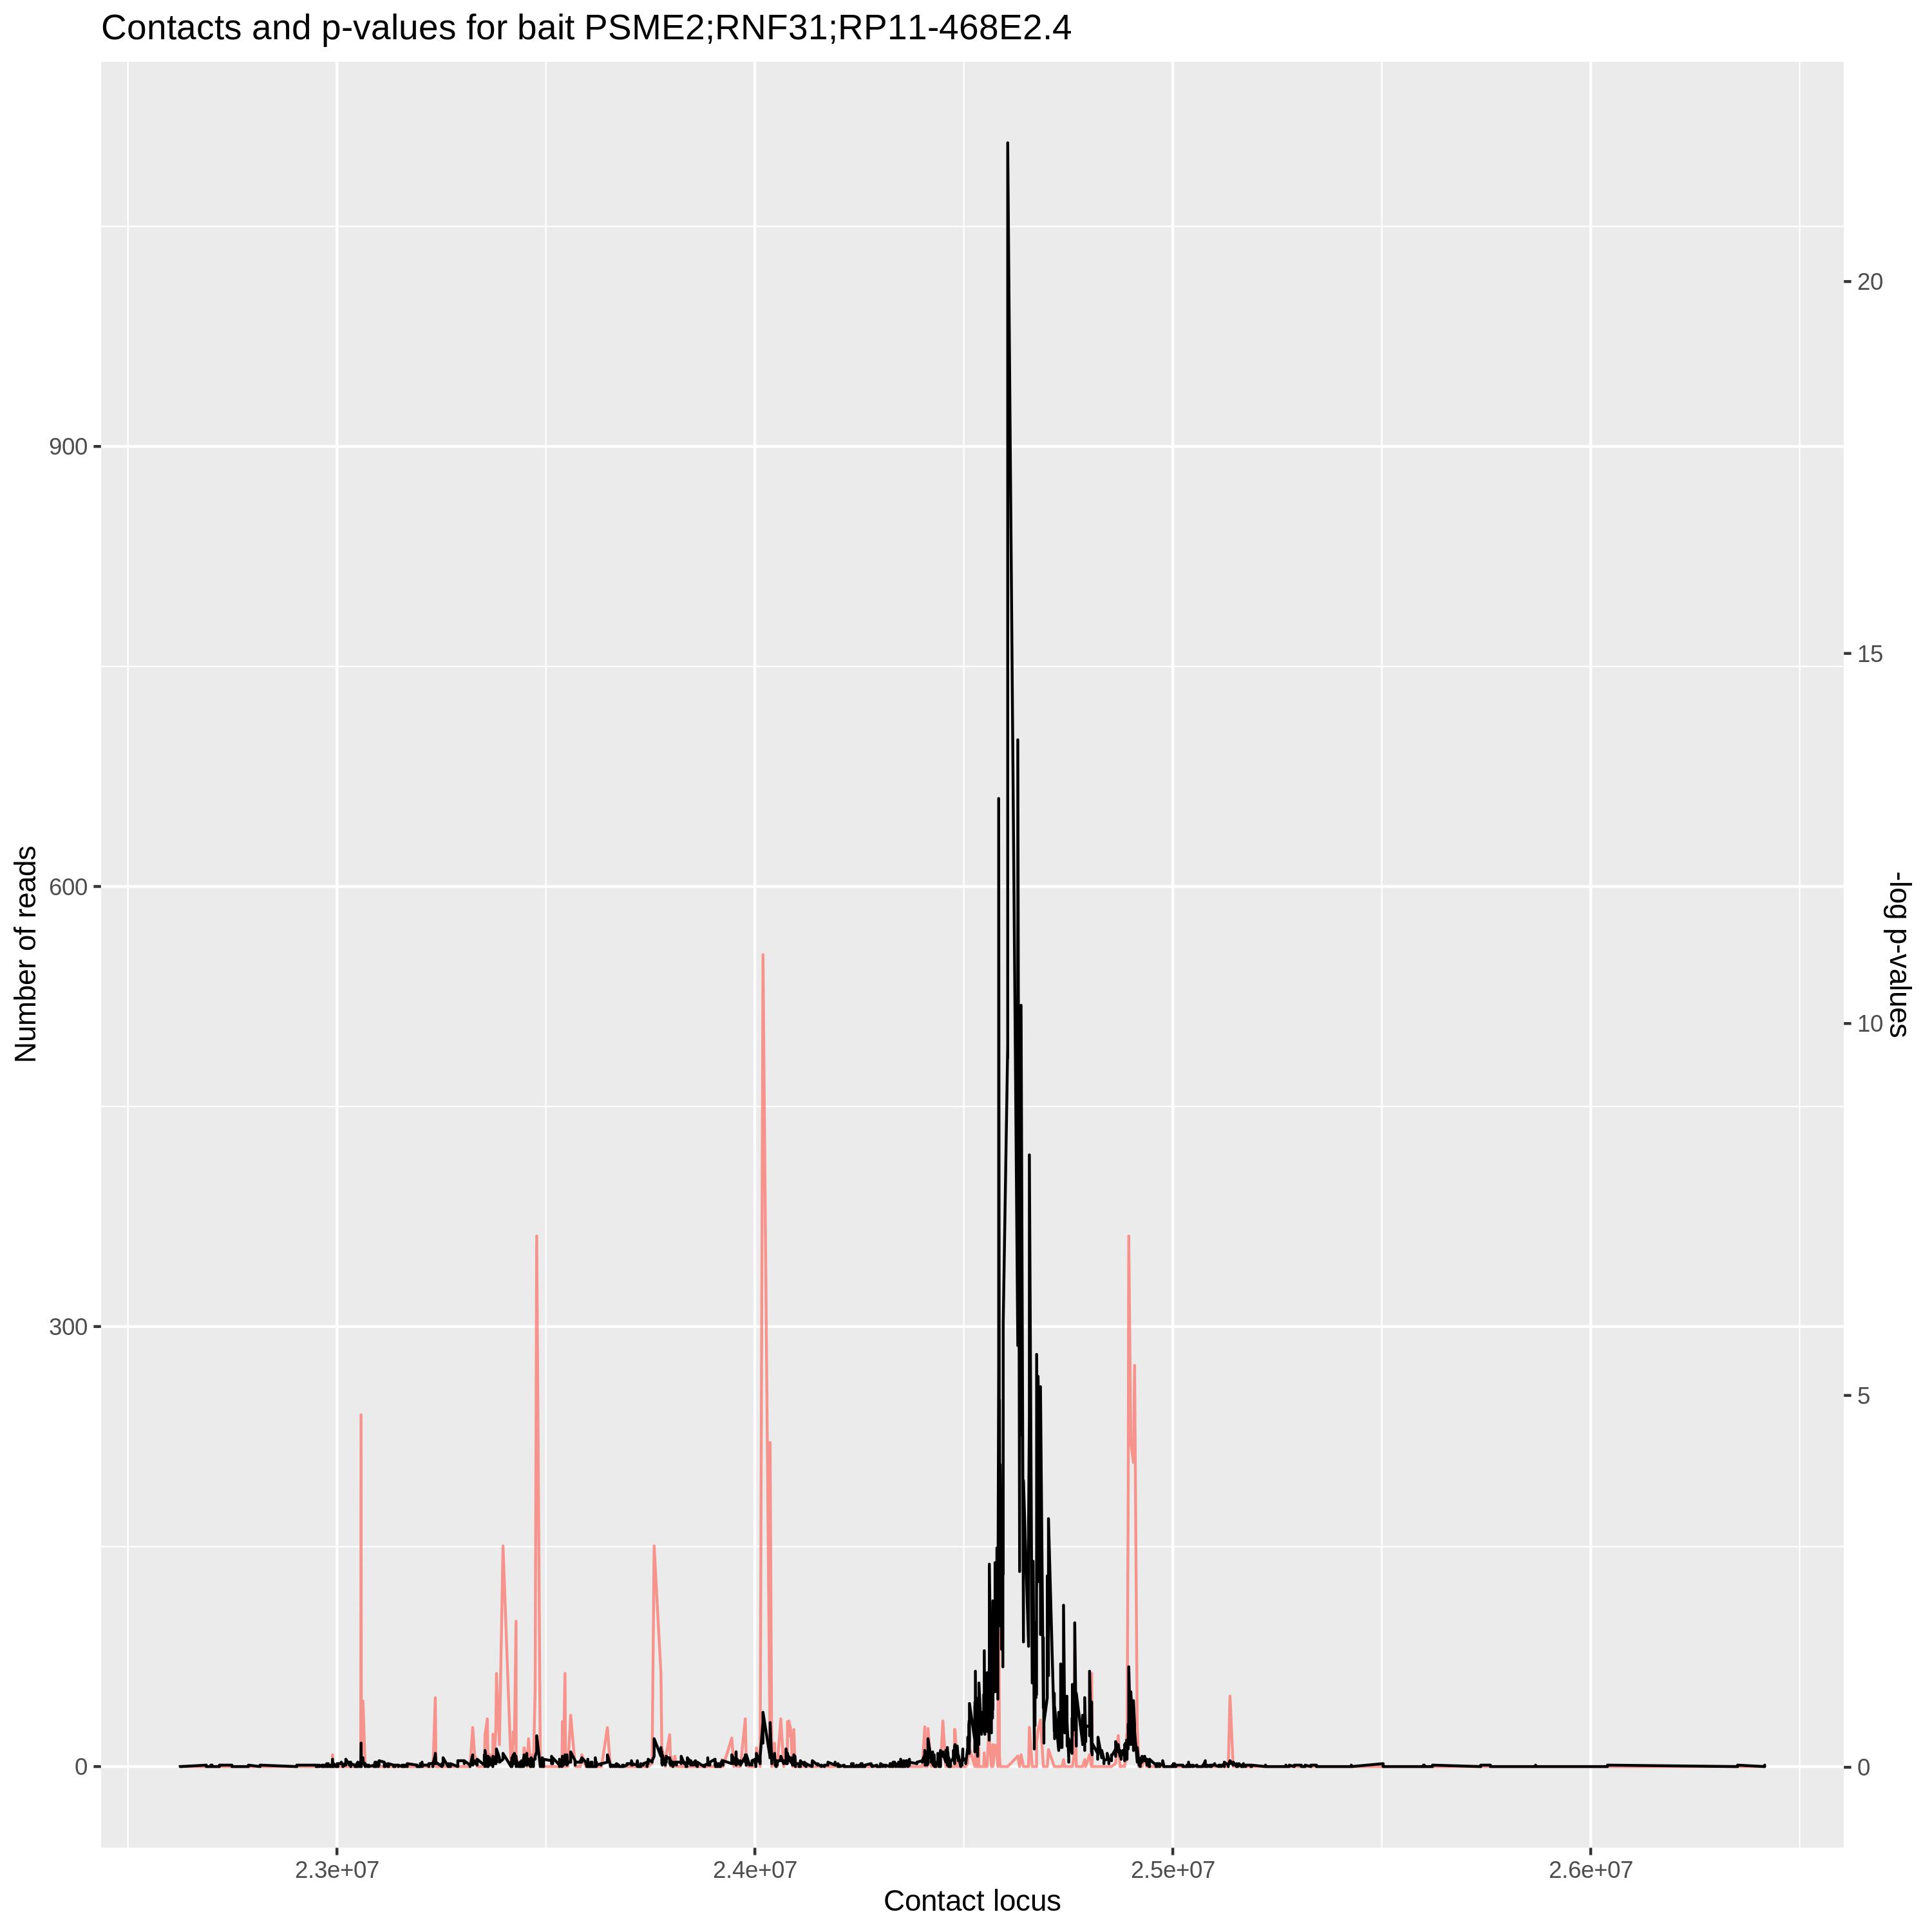 Contacts and p-values for bait PSME2;RNF31;RP11-468E2.4
20
900
15
Number of reads
600
-log p-values
10
300
5
0
0
2.3e+07
2.4e+07
2.5e+07
2.6e+07
Contact locus